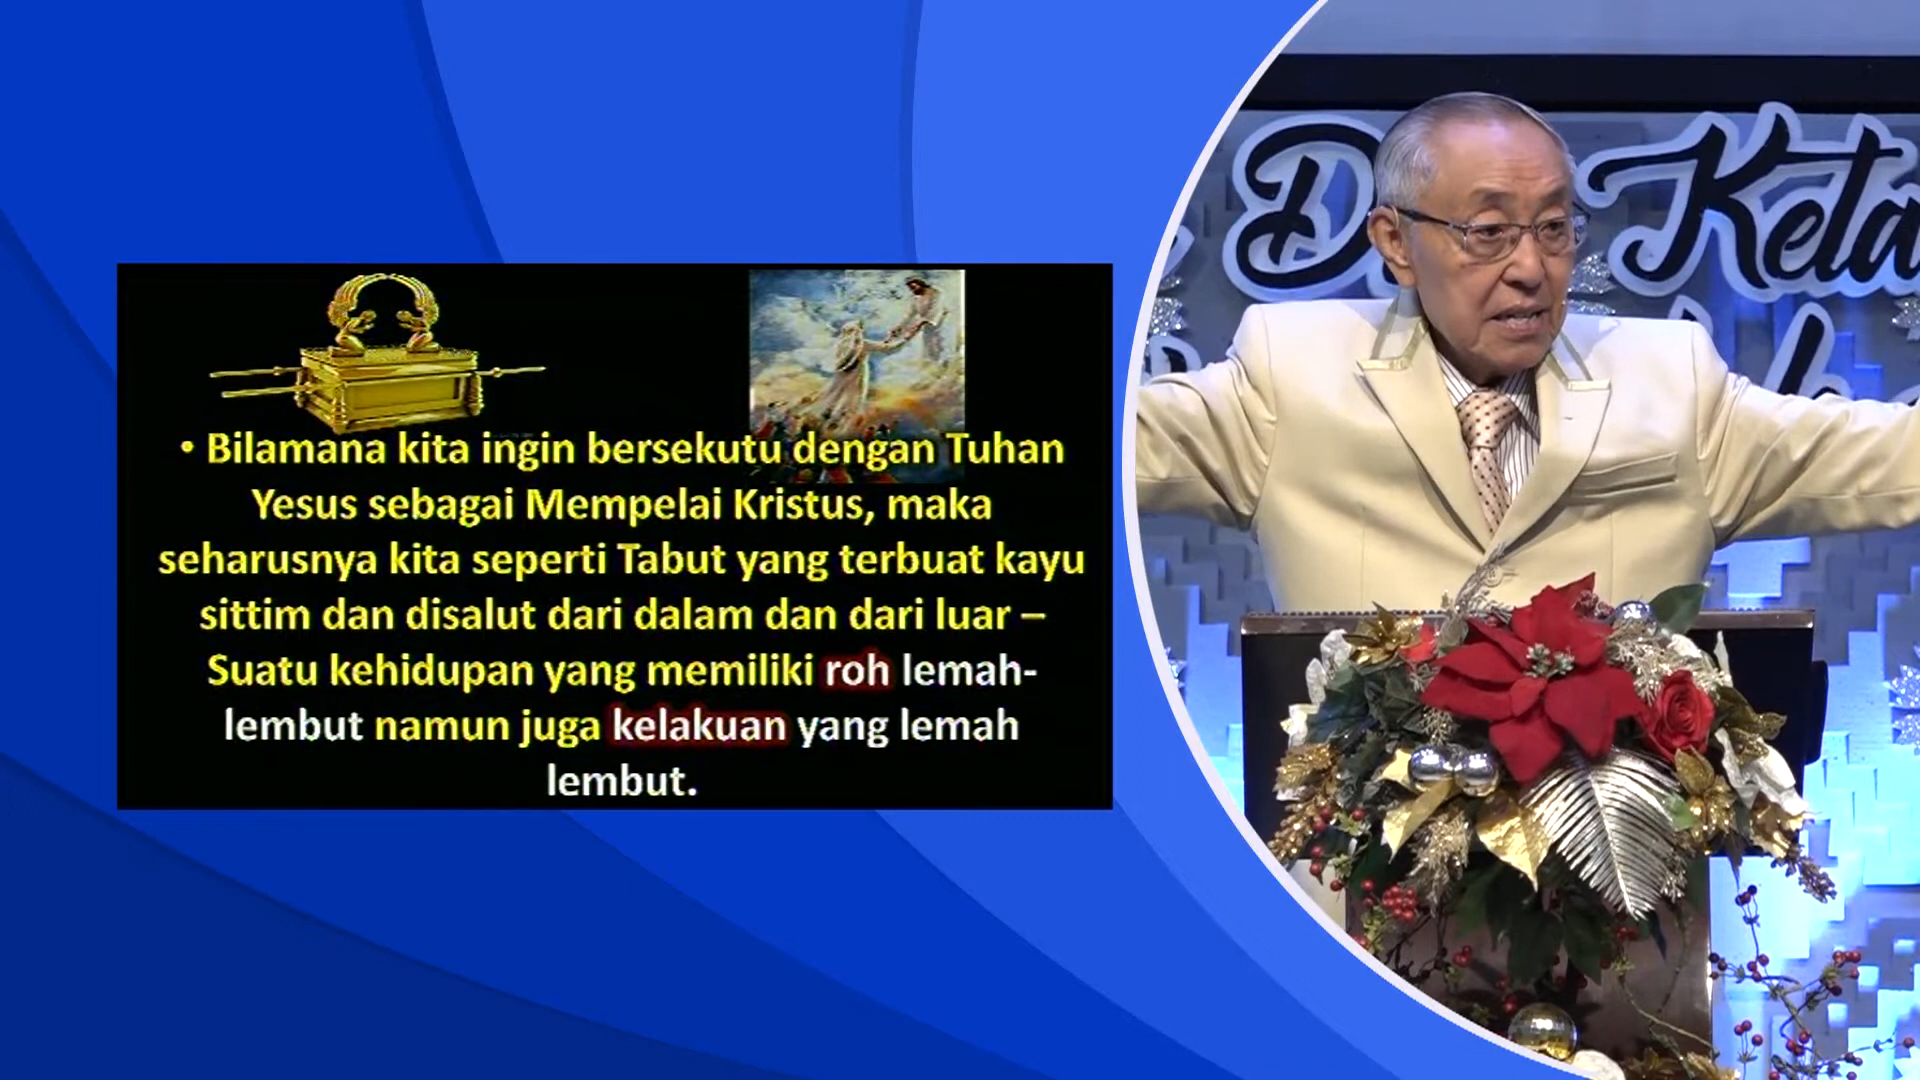 • Bilamana kita ingin bersekutu dengan Tuhan
Yesus sebagai Mempelai Kristus, maka
seharusnya kita seperti Tabut yang terbuat kayu
sittim dan disalut dari dalam dan dari luar –
Suatu kehidupan yang memiliki roh lemah-
lembut namun juga kelakuan yang lemah
lembut.